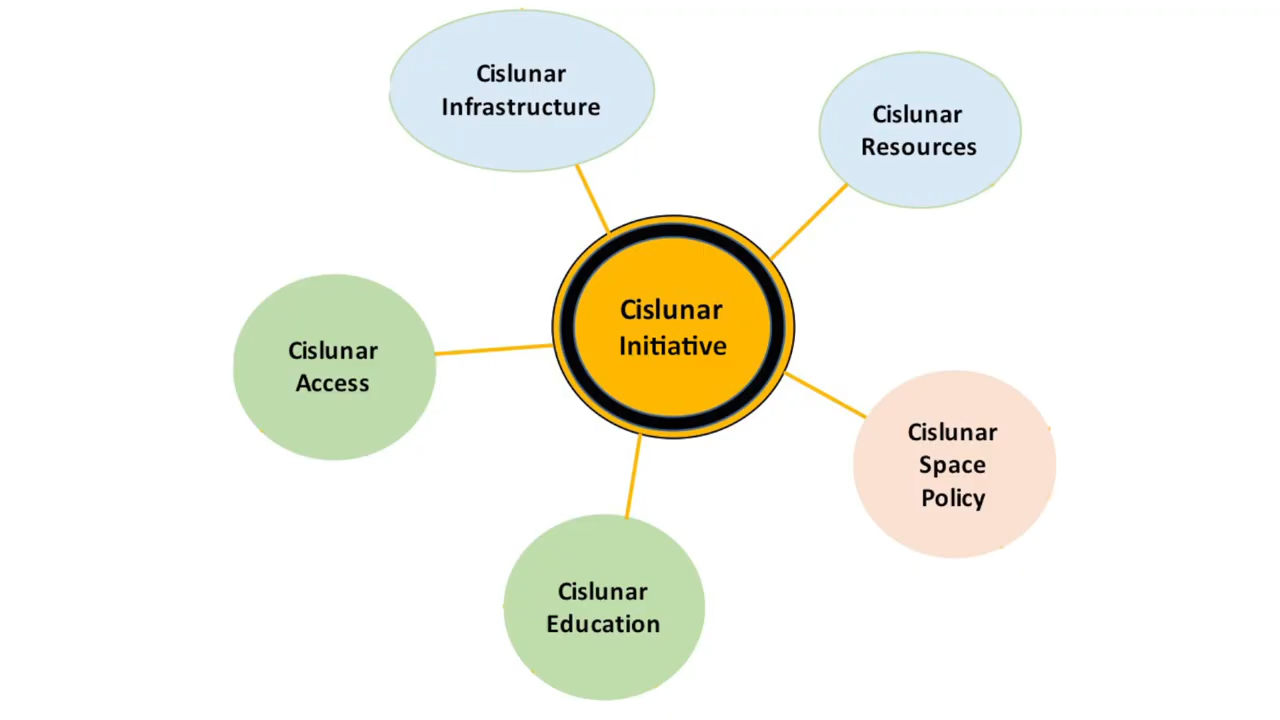 Cislunar
Infrastructure
Cislunar
Resources
Cislunar
Initiative
Cislunar
Access
Cislunar
Space
Policy
Cislunar
Education